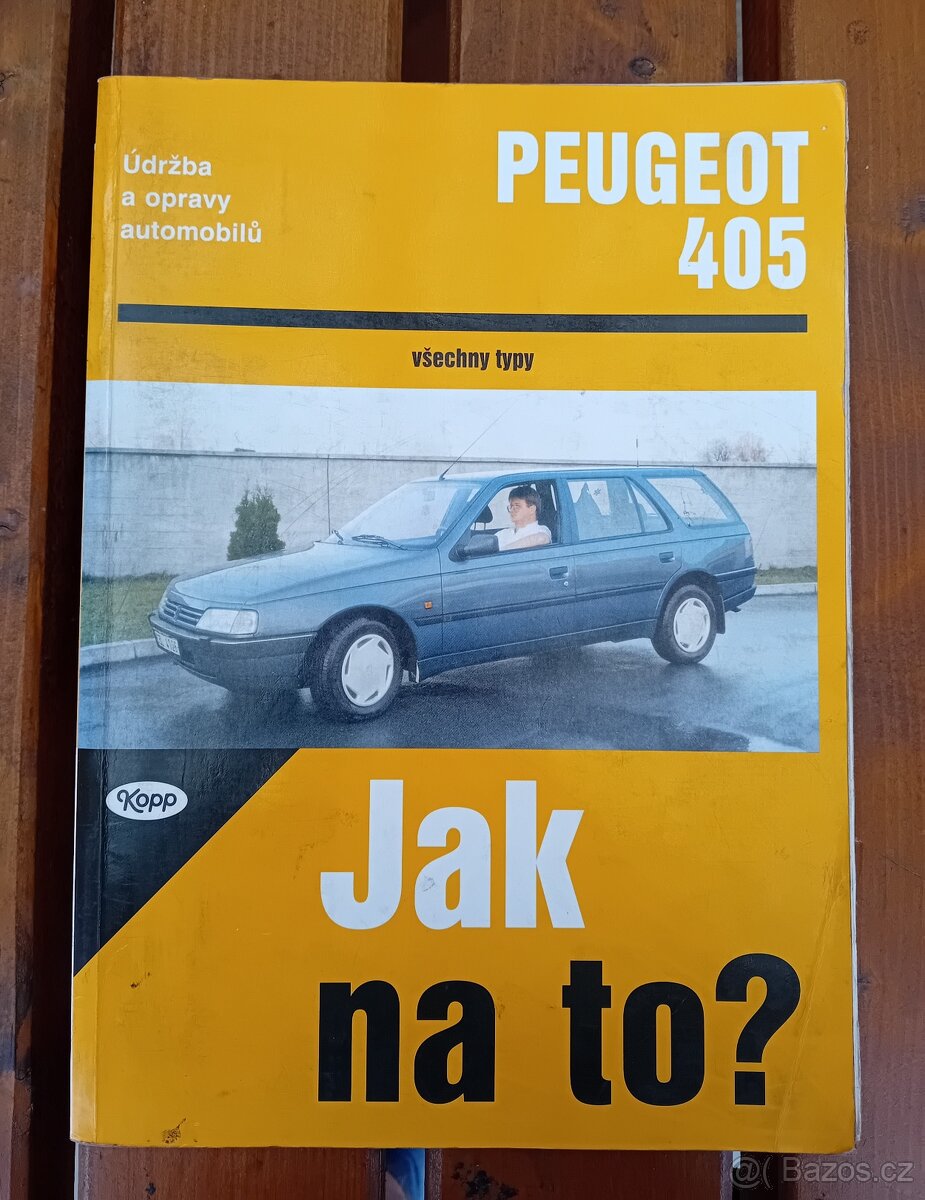 Údržba
a opravy
automobilů
PEUGEOT
405
všechny typy
Kopp
Jak
na to?
@( Bazos.cz